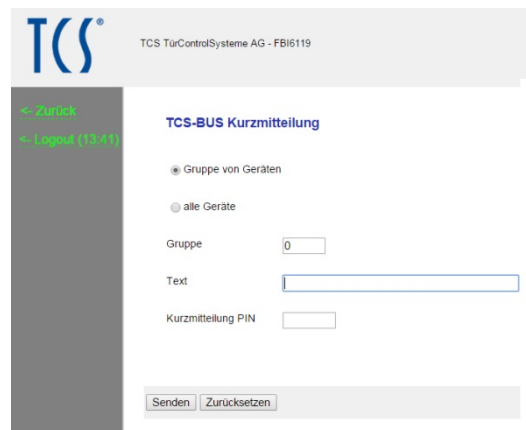 TCS®
TCS TürControlSysteme AG - FBI6119
<- Zurück
<- Logout (13:41)
TCS-BUS Kurzmitteilung
Gruppe von Geräten
alle Geräte
Gruppe 0
Text
Kurzmitteilung PIN
Senden Zurücksetzen